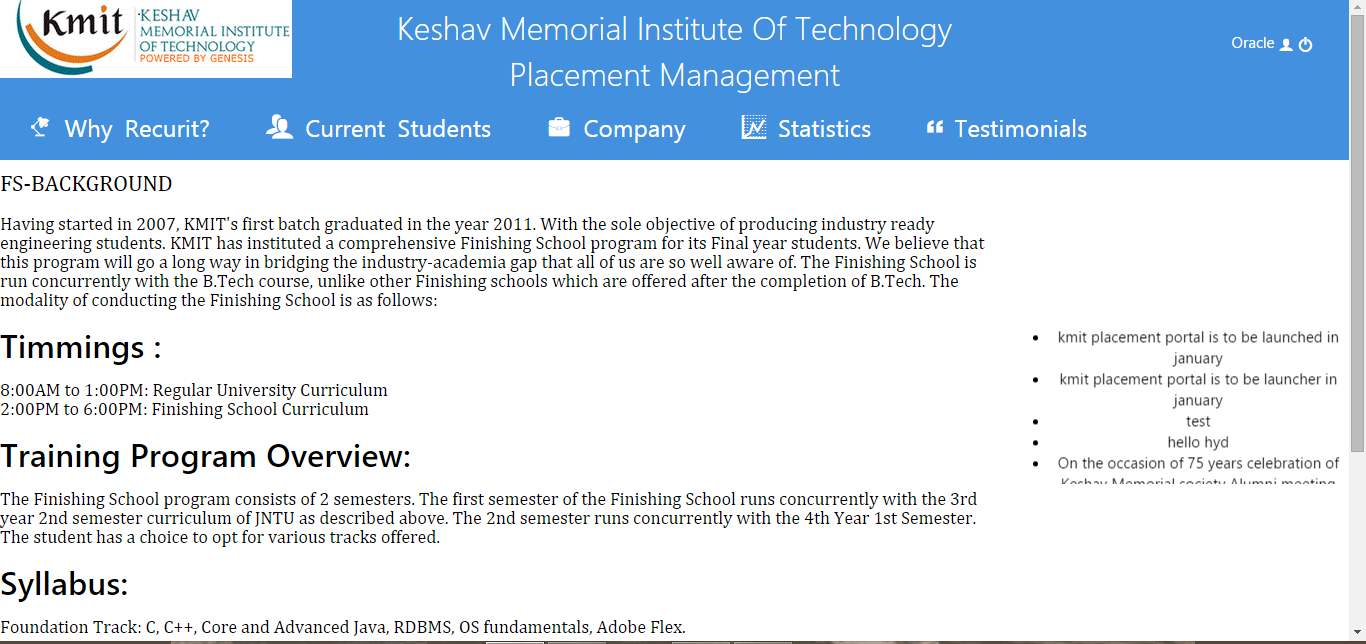 Kmit
KESHAV
MEMORIAL INSTITUTE
OF TECHNOLOGY
POWERED BY GENESIS
Keshav Memorial Institute Of Technology
Placement Management
Oracle
Why Recurit?
Current Students
Company
Statistics
Testimonials
FS-BACKGROUND
Having started in 2007, KMIT's first batch graduated in the year 2011. With the sole objective of producing industry ready
engineering students. KMIT has instituted a comprehensive Finishing School program for its Final year students. We believe that
this program will go a long way in bridging the industry-academia gap that all of us are so well aware of. The Finishing School is
run concurrently with the B.Tech course, unlike other Finishing schools which are offered after the completion of B.Tech. The
modality of conducting the Finishing School is as follows:
Timmings :
8:00AM to 1:00PM: Regular University Curriculum
2:00PM to 6:00PM: Finishing School Curriculum
Training Program Overview:
The Finishing School program consists of 2 semesters. The first semester of the Finishing School runs concurrently with the 3rd
year 2nd semester curriculum of JNTU as described above. The 2nd semester runs concurrently with the 4th Year 1st Semester.
The student has a choice to opt for various tracks offered.
Syllabus:
Foundation Track: C, C++, Core and Advanced Java, RDBMS, OS fundamentals, Adobe Flex.
• kmit placement portal is to be launched in
january
• kmit placement portal is to be launcher in
january
• test
• hello hyd
• On the occasion of 75 years celebration of
Keshav Memorial society Alumni meeting